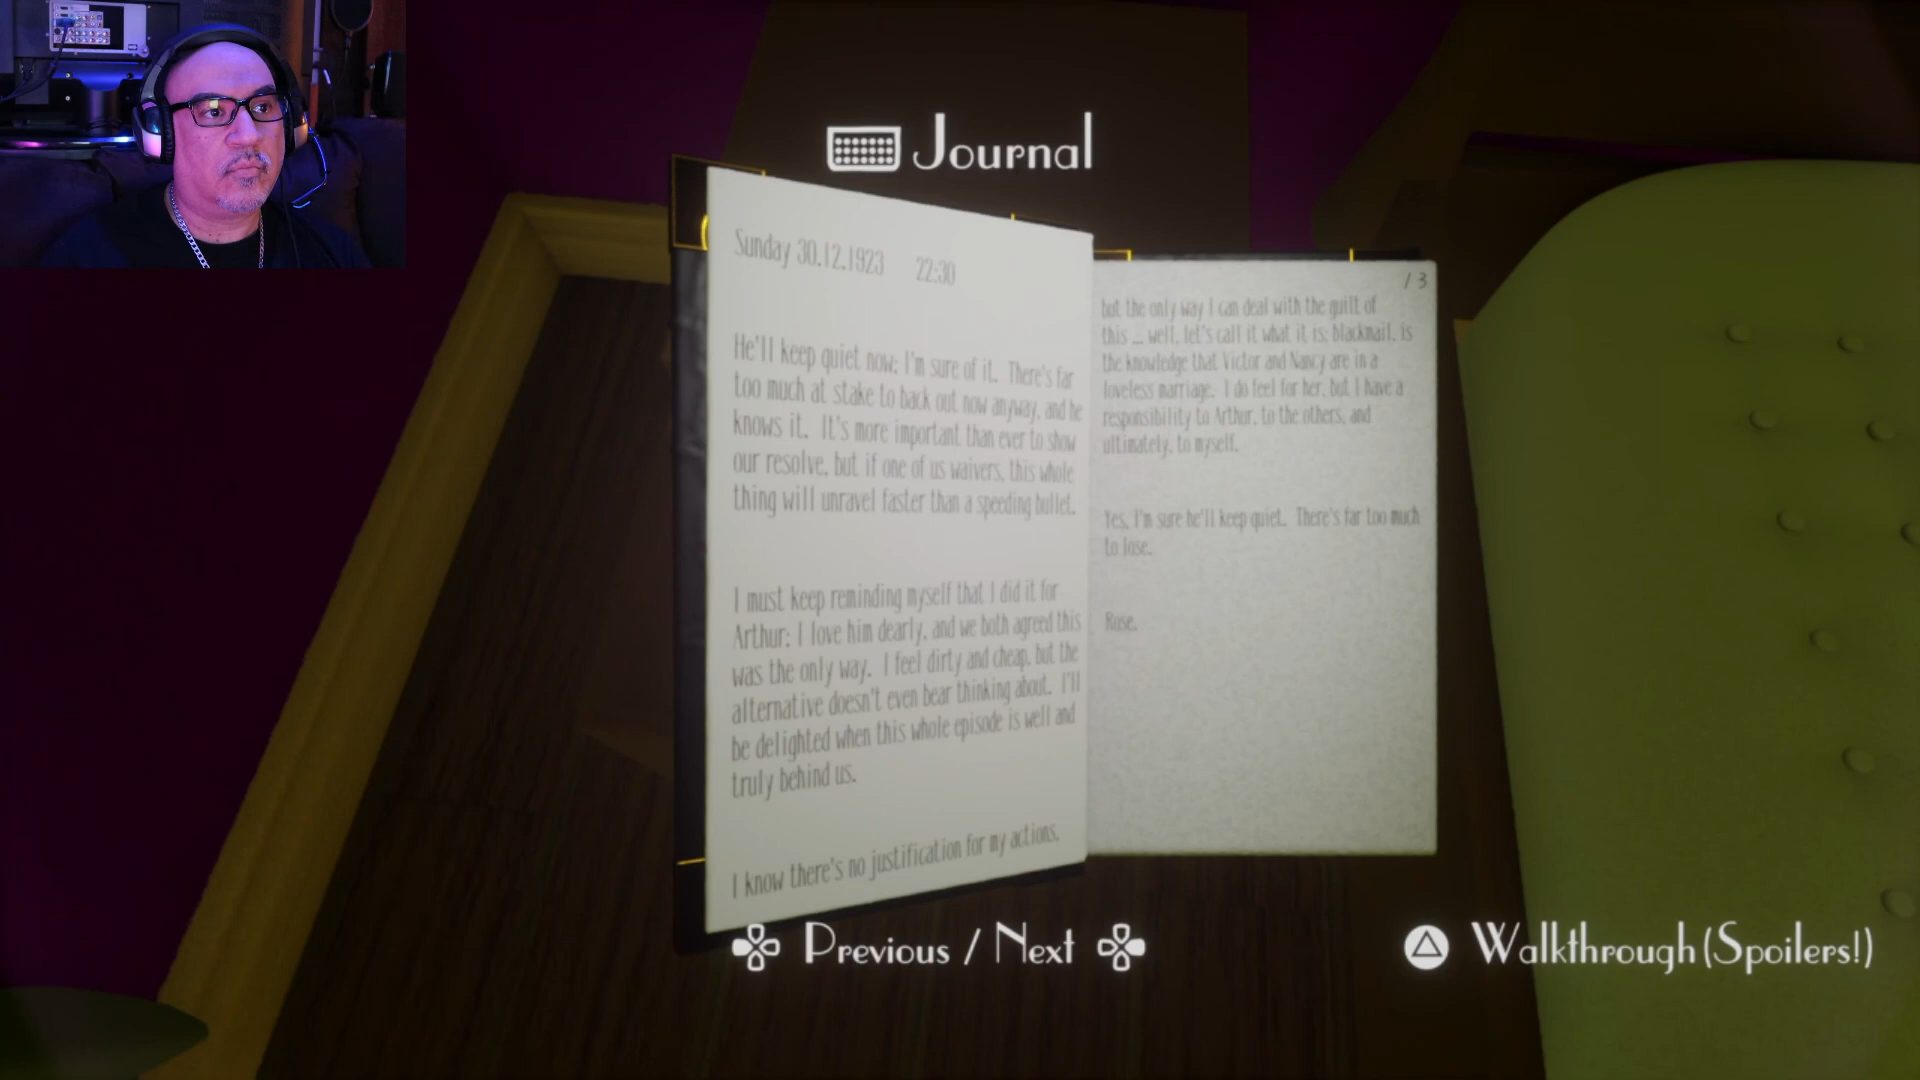 Journal
Sunday 30.12.1923 22:30
He'll keep quiet now; I'm sure of it. There's far
too much at stake to back out now anyway, and he
knows it. It's more important than ever to show
our resolve, but if one of us waivers, this whole
thing will unravel faster than a speeding bullet.
I must keep reminding myself that I did it for
Arthur; I love him dearly, and we both agreed this
was the only way. I feel dirty and cheap, but the
alternative doesn't even bear thinking about. I'll
be delighted when this whole episode is well and
truly behind us.
I know there's no justification for my actions,
/ 3
but the only way I can deal with the guilt of
this ... well, let's call it what it is; blackmail, is
the knowledge that Victor and Nancy are in a
loveless marriage. I do feel for her, but I have a
responsibility to Arthur, to the others, and
ultimately, to myself.
Yes, I'm sure he'll keep quiet. There's far too much
to lose.
Rose.
Previous / Next
Walkthrough (Spoilers!)